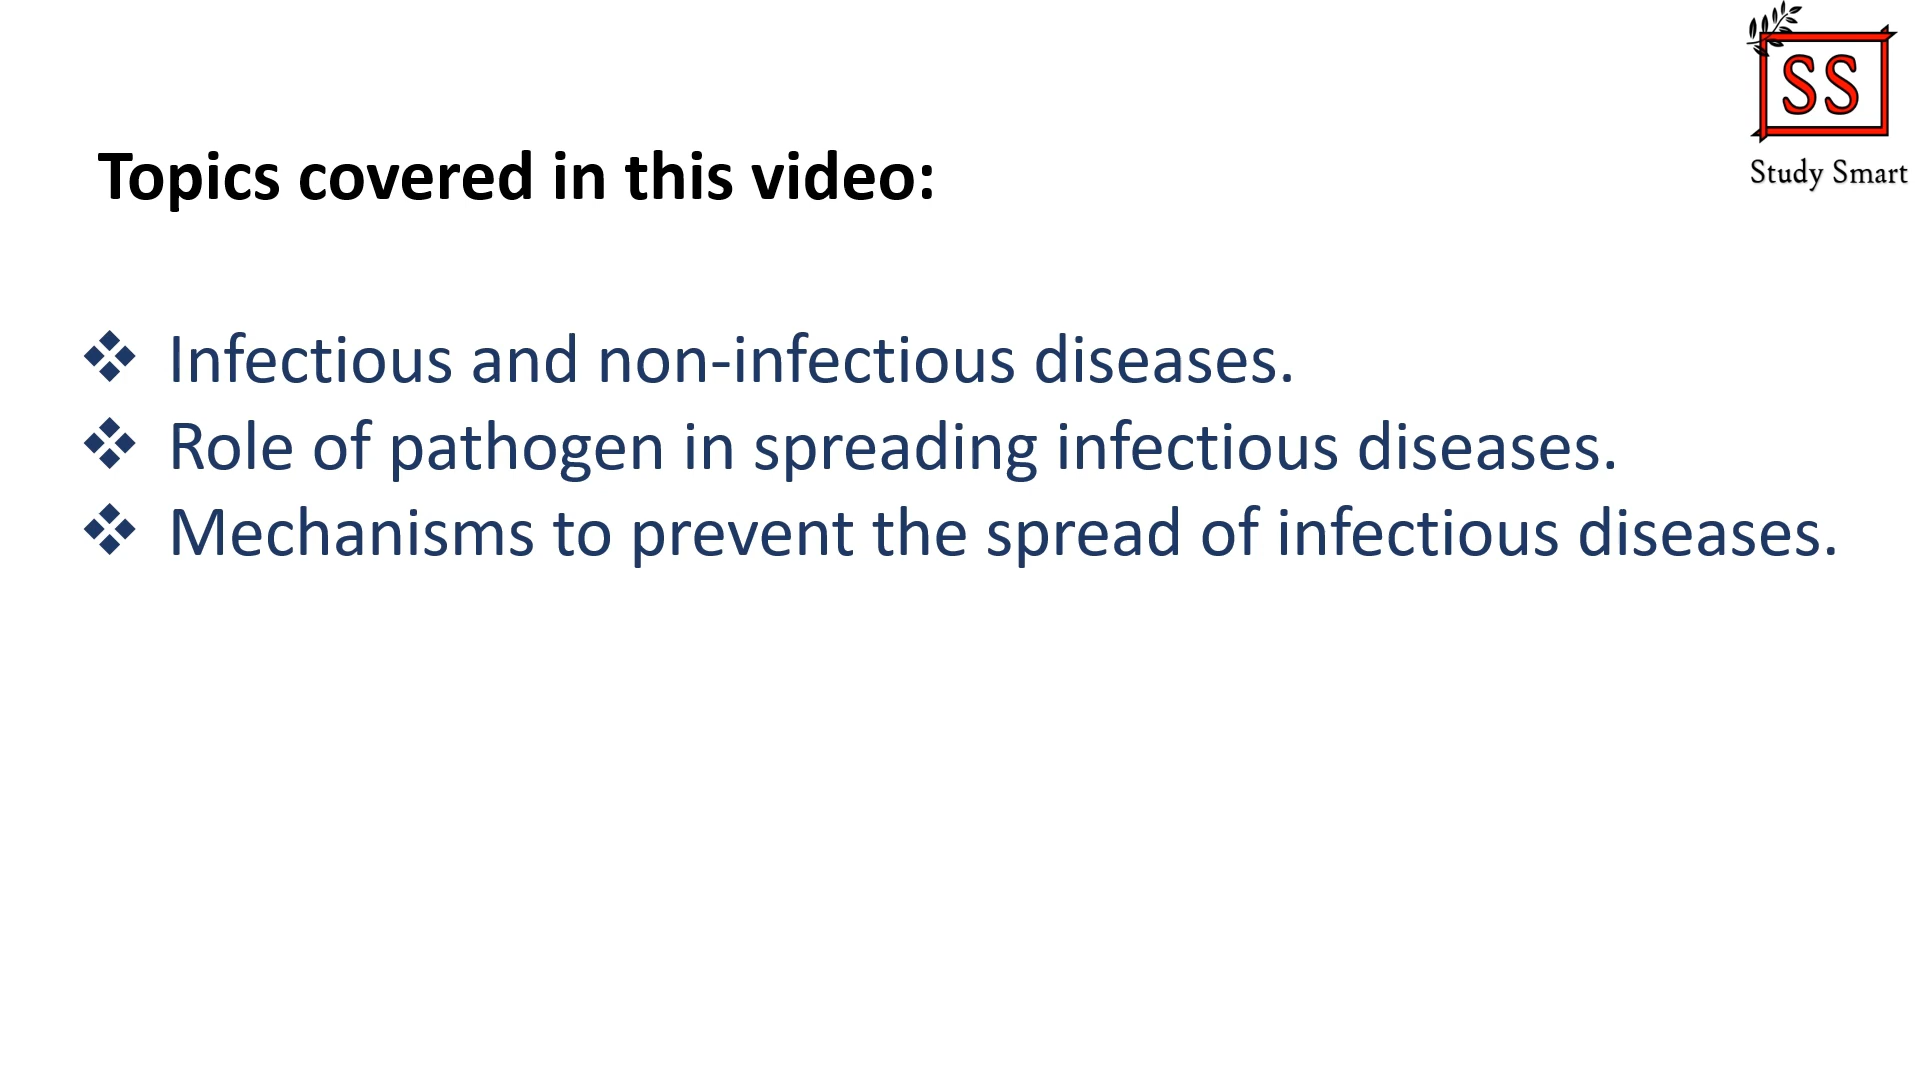 SS
Study Smart
Topics covered in this video:
❖ Infectious and non-infectious diseases.
❖ Role of pathogen in spreading infectious diseases.
❖ Mechanisms to prevent the spread of infectious diseases.